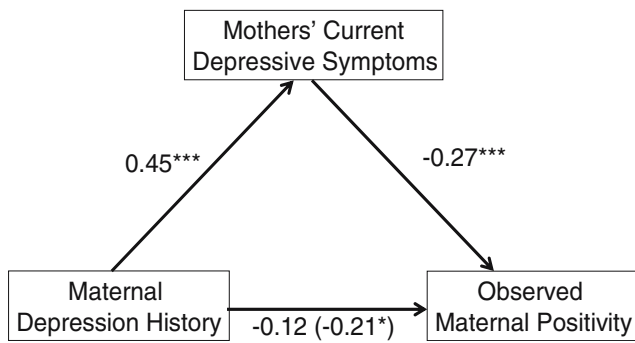 Mothers' Current
Depressive Symptoms
0.45***
-0.27***
Maternal
Depression History
-0.12 (-0.21*)
Observed
Maternal Positivity